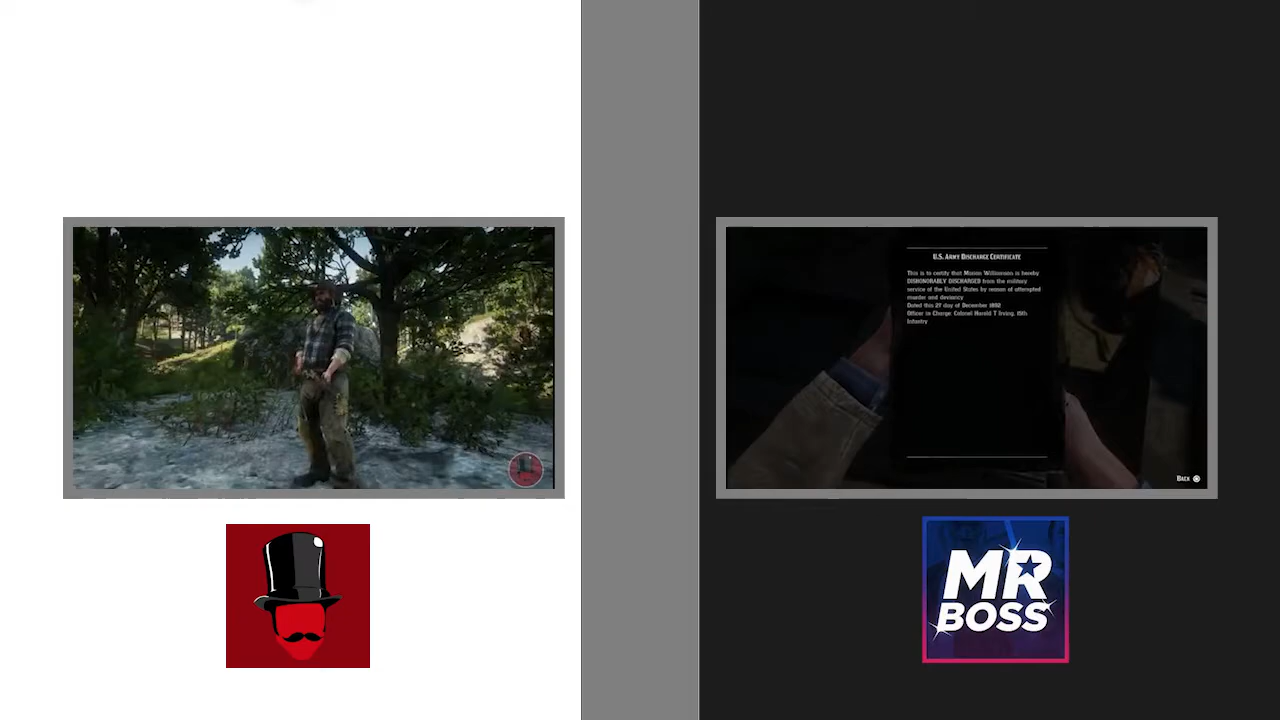 U.S. ARMY DISCHARGE CERTIFICATE
This is to certify that Marion Williamson is hereby
DISHONORABLY DISCHARGED from the military
service of the United States by reason of attempted
murder and deviancy
Dated this 27 day of December 1892
Officer in Charge: Colonel Harold T Irving, 15th
Infantry
BACK
MR
BOSS